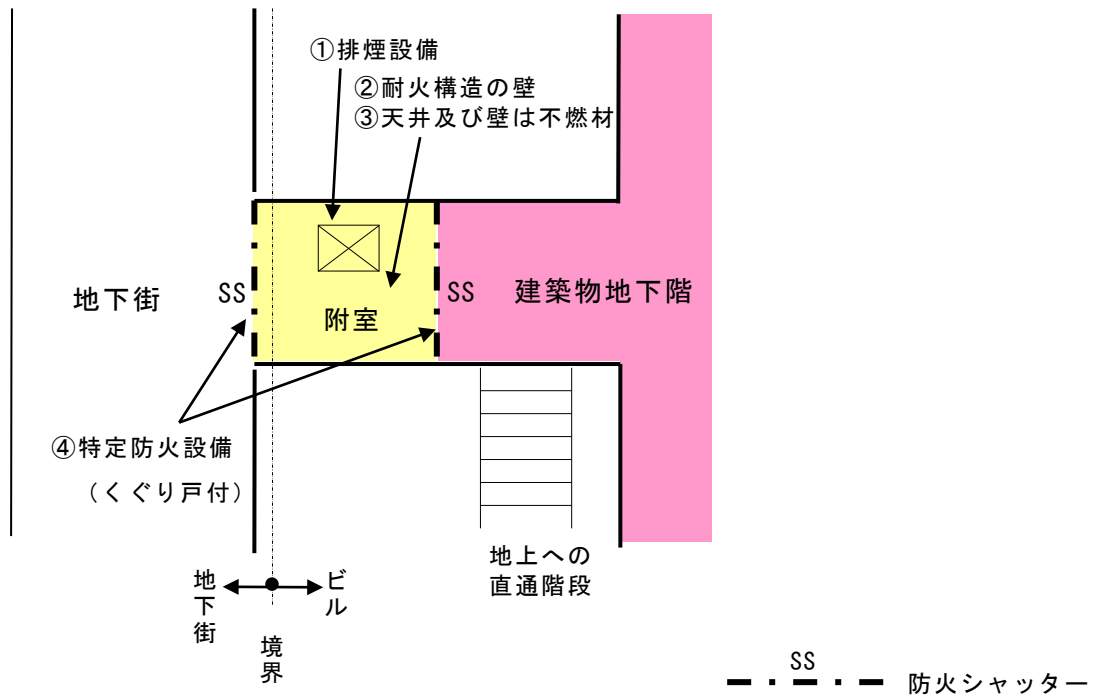 ①排煙設備
②耐火構造の壁
③天井及び壁は不燃材
地下街
SS
附室
SS
建築物地下階
④特定防火設備
（くぐり戸付）
地上への
直通階段
地下街
ビル
境界
SS
防火シャッター